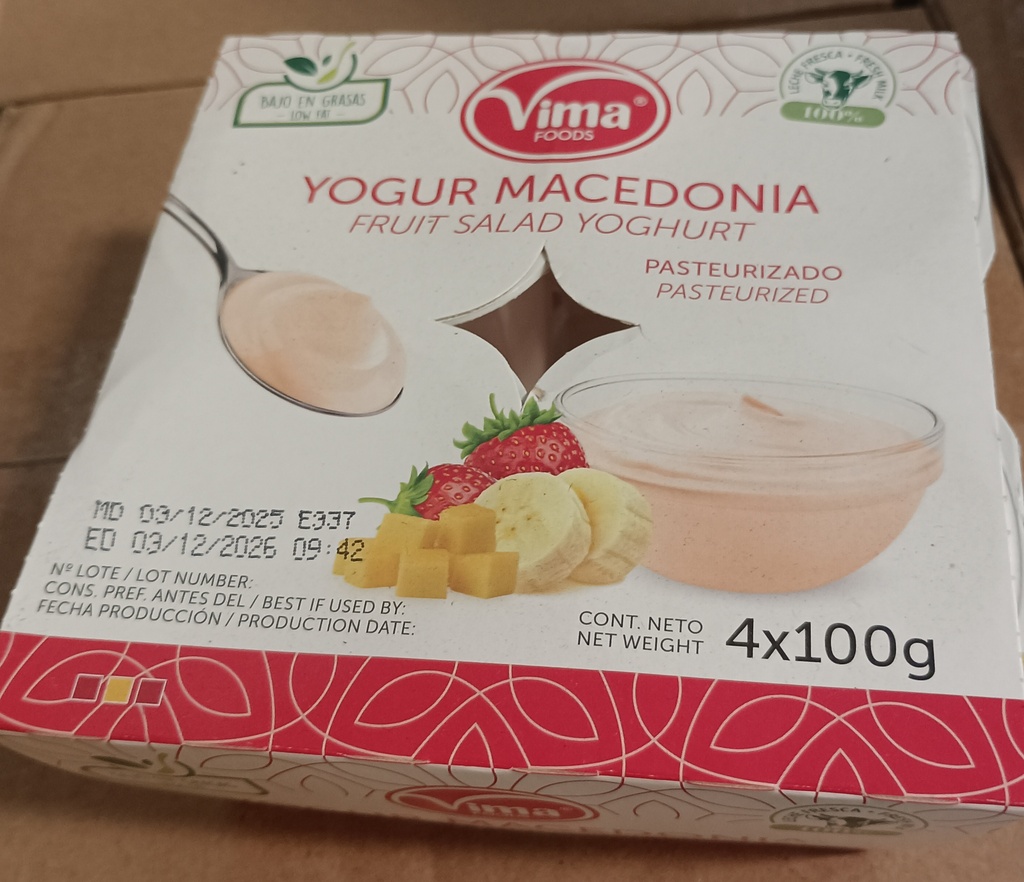 BAJO EN GRASAS
LOW FAT
Vima®
FOODS
LECHE FRESCA • FRESH MILK
100%
YOGUR MACEDONIA
FRUIT SALAD YOGHURT
PASTEURIZADO
PASTEURIZED
MD 03/12/2025 E337
ED 03/12/2026 09:42
Nº LOTE / LOT NUMBER:
CONS. PREF. ANTES DEL / BEST IF USED BY:
FECHA PRODUCCIÓN / PRODUCTION DATE:
CONT. NETO
NET WEIGHT
4x100g
Vima®